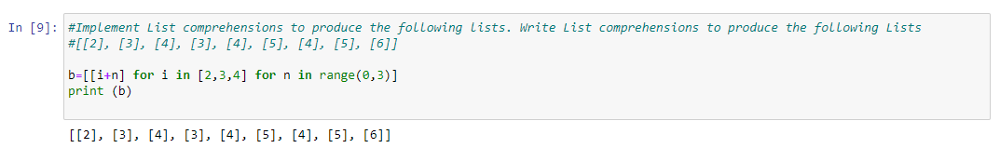 In [9]: #Implement List comprehensions to produce the following lists. Write List comprehensions to produce the following Lists
#[[2], [3], [4], [3], [4], [5], [4], [5], [6]]
b=[[i+n] for i in [2,3,4] for n in range(0,3)]
print (b)
[[2], [3], [4], [3], [4], [5], [4], [5], [6]]